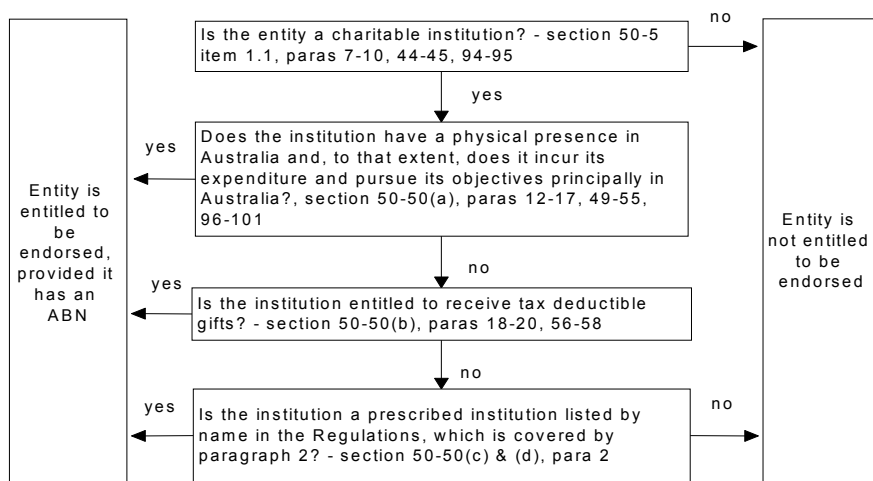 Is the entity a charitable institution? - section 50-5
item 1.1, paras 7-10, 44-45, 94-95
no
yes
Does the institution have a physical presence in
Australia and, to that extent, does it incur its
expenditure and pursue its objectives principally in
Australia?, section 50-50(a), paras 12-17, 49-55,
96-101
yes
Entity is
entitled to
be
endorsed,
provided it
has an
ABN
Entity is
not entitled
to be
endorsed
no
yes
Is the institution entitled to receive tax deductible
gifts? - section 50-50(b), paras 18-20, 56-58
no
yes
Is the institution a prescribed institution listed by
name in the Regulations, which is covered by
paragraph 2? - section 50-50(c) & (d), para 2
no